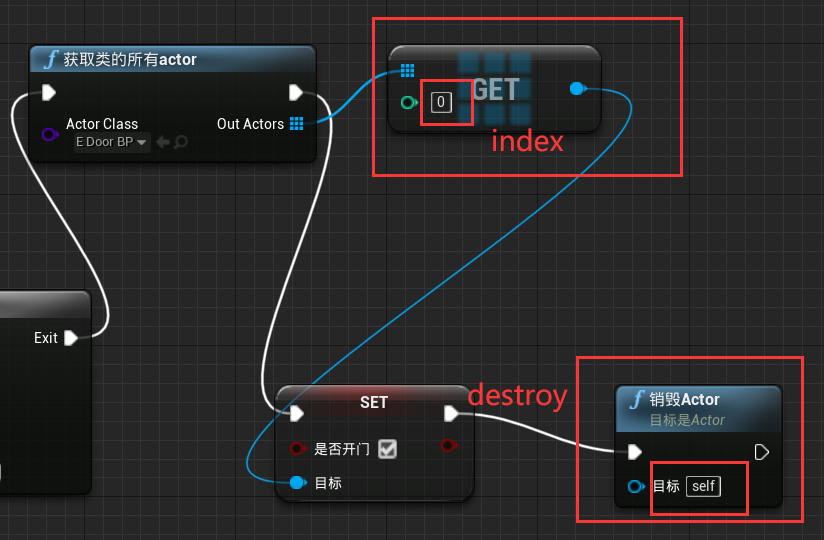 f 获取类的所有actor
Actor Class
E Door BP
Out Actors
0
GET
index
Exit
SET
是否开门
目标
destroy
f 销毁Actor
目标是Actor
目标 self